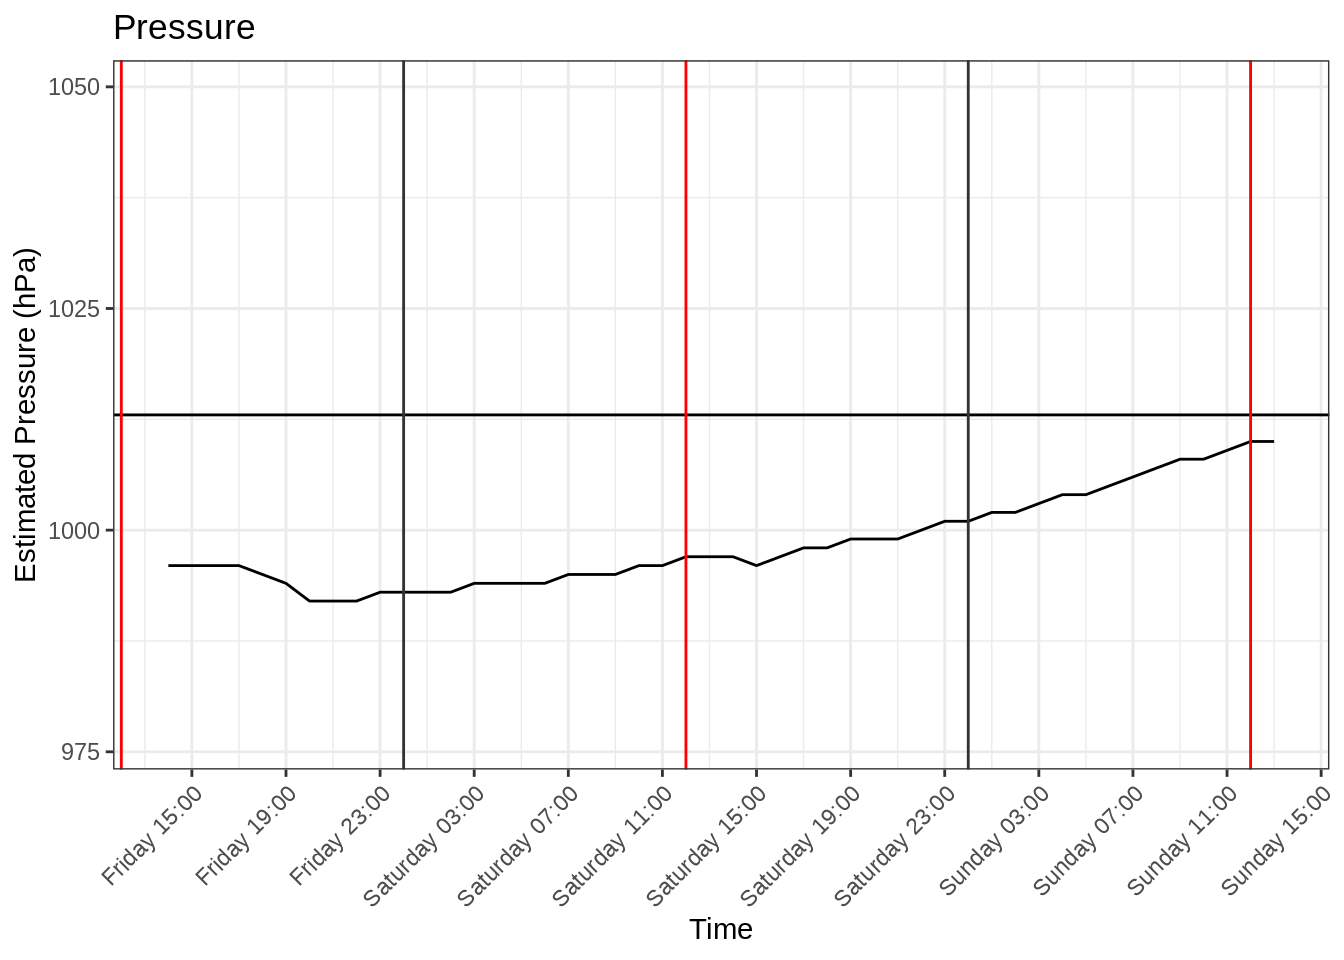 Pressure
Estimated Pressure (hPa)
1050
1025
1000
975
Friday 15:00
Friday 19:00
Friday 23:00
Saturday 03:00
Saturday 07:00
Saturday 11:00
Saturday 15:00
Saturday 19:00
Saturday 23:00
Sunday 03:00
Sunday 07:00
Sunday 11:00
Sunday 15:00
Time